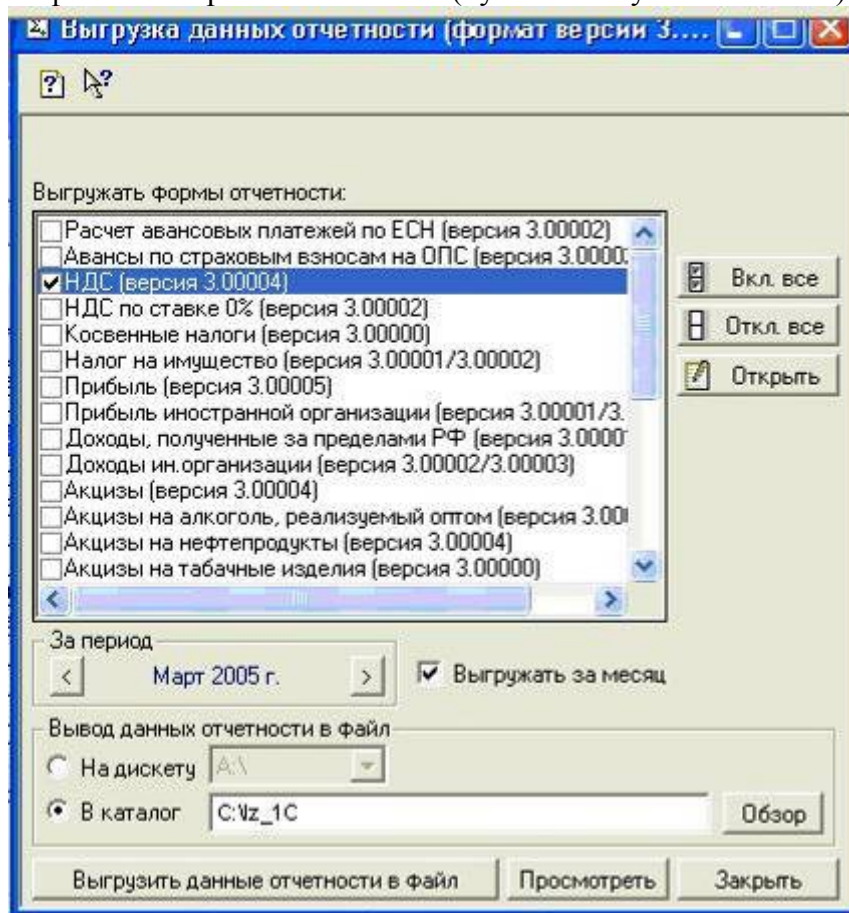 Выгрузка данных отчетности (формат версии 3....
Выгружать формы отчетности:
Расчет авансовых платежей по ЕСН (версия 3.00002)
Авансы по страховым взносам на ОПС (версия 3.0000
НДС (версия 3.00004)
НДС по ставке 0% (версия 3.00002)
Косвенные налоги (версия 3.00000)
Налог на имущество (версия 3.00001/3.00002)
Прибыль (версия 3.00005)
Прибыль иностранной организации (версия 3.00001/3.
Доходы, полученные за пределами РФ (версия 3.0000
Доходы ин.организации (версия 3.00002/3.00003)
Акцизы (версия 3.00004)
Акцизы на алкоголь, реализуемый оптом (версия 3.00
Акцизы на нефтепродукты (версия 3.00004)
Акцизы на табачные изделия (версия 3.00000)
Вкл. все
Откл. все
Открыть
За период
< Март 2005 г. >
Выгружать за месяц
Вывод данных отчетности в файл
На дискету A:\
В каталог C:\Iz_1C Обзор
Выгрузить данные отчетности в файл Просмотреть Закрыть